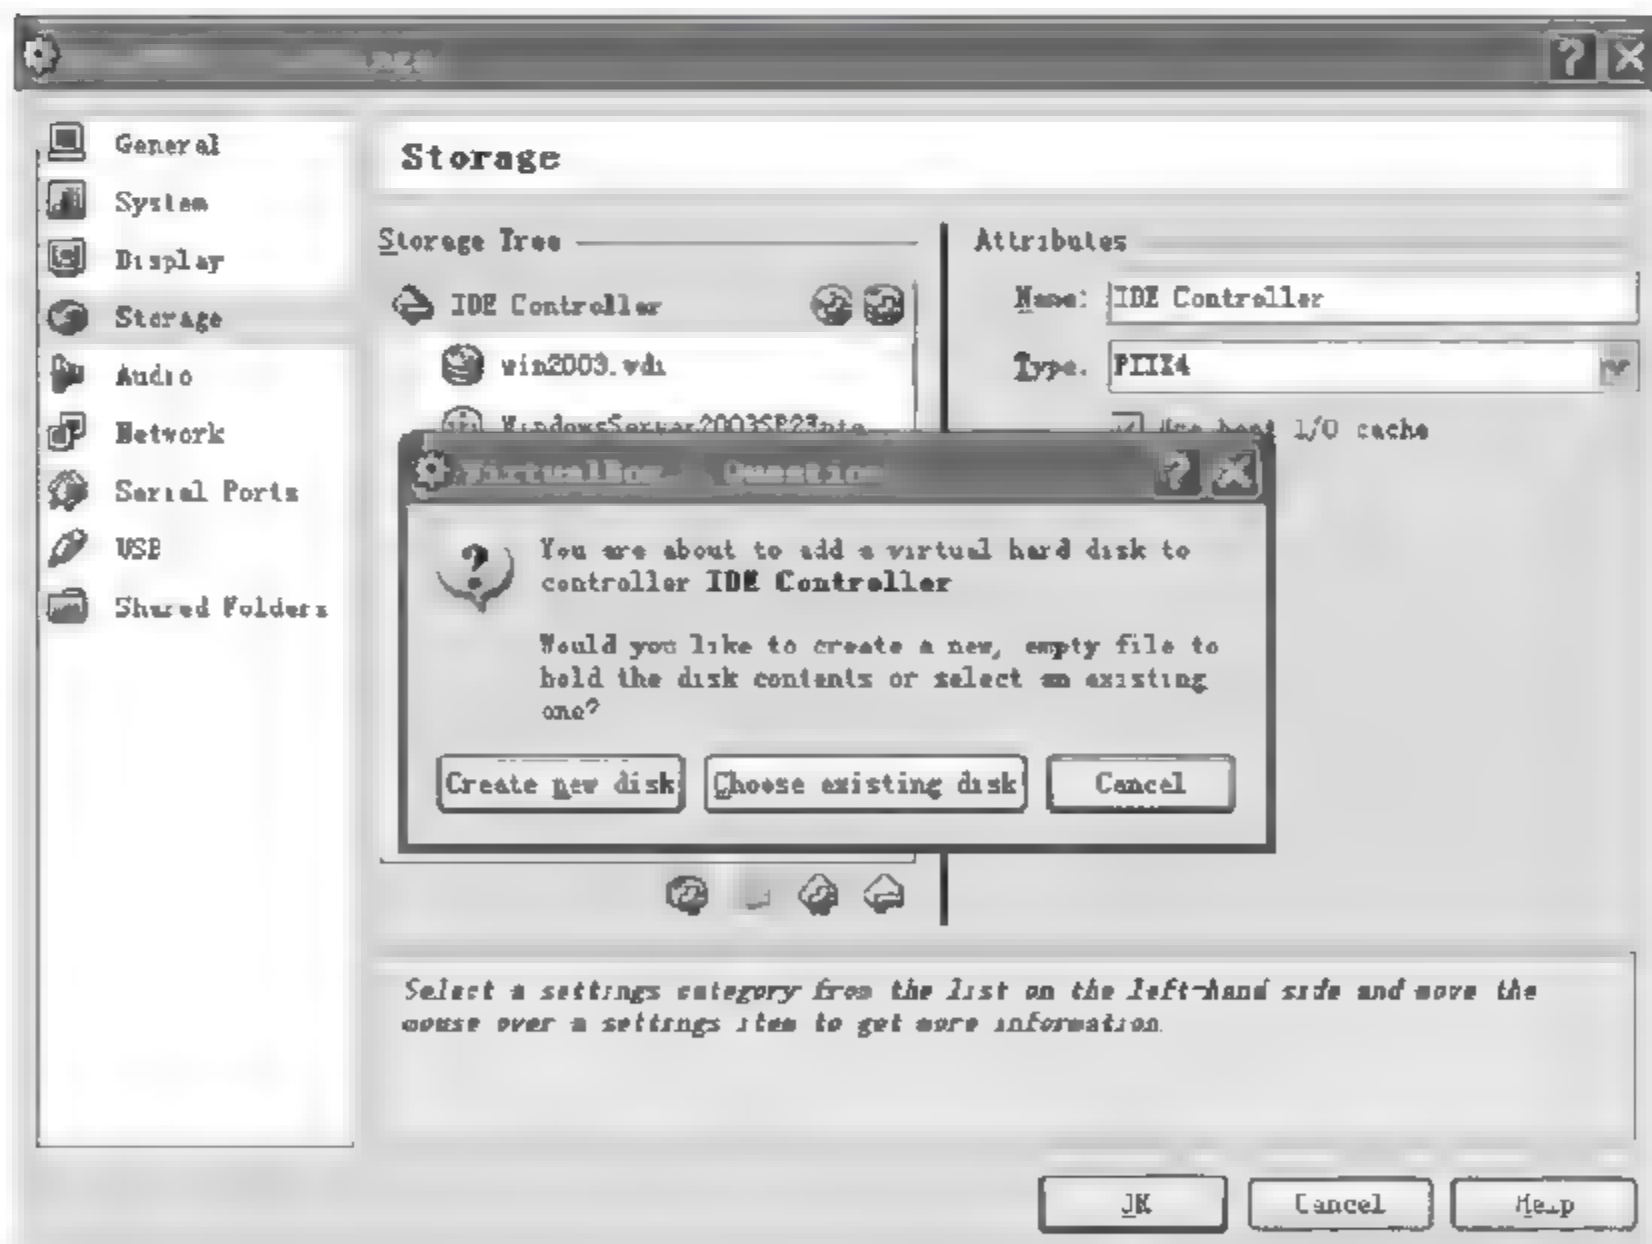 General
System
Display
Storage
Audio
Network
Serial Ports
USB
Shared Folders
Storage
Storage Tree
IDE Controller
win2003.vdi
Attributes
Name: IDE Controller
Type: PIIX4
Use host I/O cache
VirtualBox - Question
You are about to add a virtual hard disk to
controller IDE Controller
Would you like to create a new, empty file to
hold the disk contents or select an existing
one?
Create new disk
Choose existing disk
Cancel
Select a settings category from the list on the left-hand side and move the
mouse over a settings item to get more information.
OK
Cancel
Help